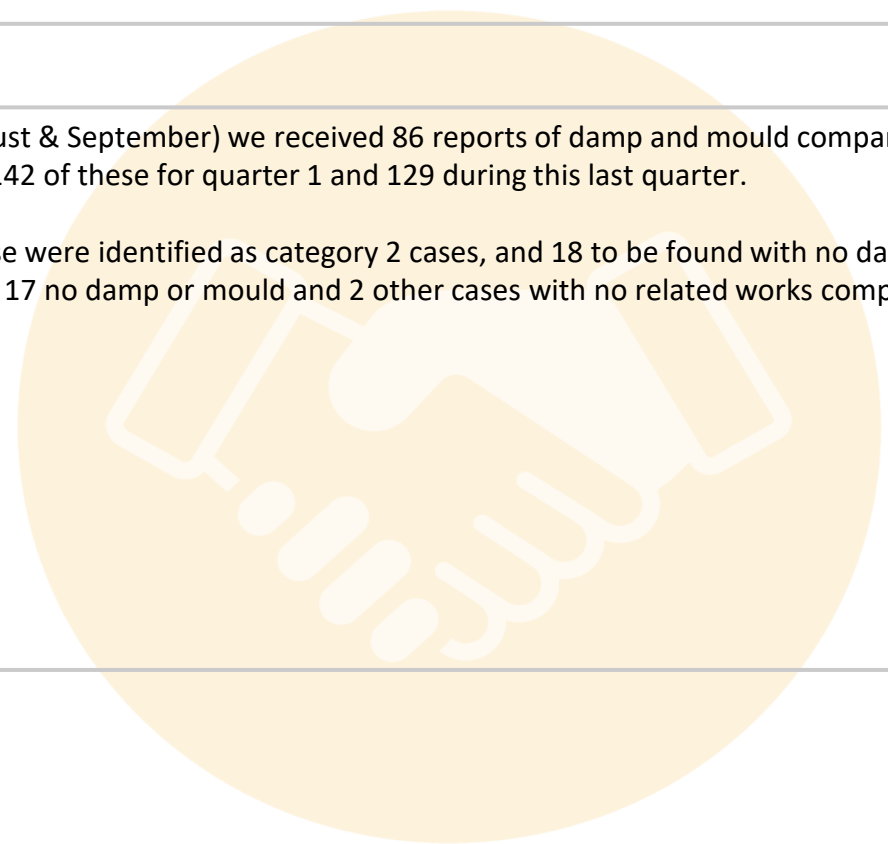 ust & September) we received 86 reports of damp and mould compar
142 of these for quarter 1 and 129 during this last quarter.
se were identified as category 2 cases, and 18 to be found with no da
17 no damp or mould and 2 other cases with no related works comp